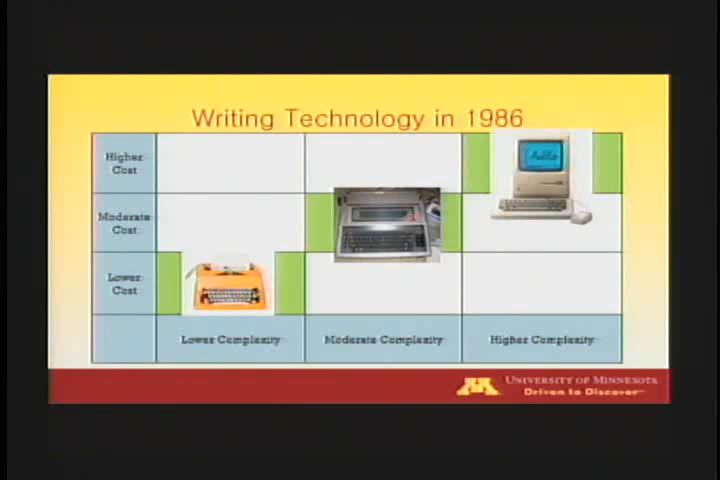 Writing Technology in 1986
Higher
Cost
Moderate
Cost
Lower
Cost
Lower Complexity
Moderate Complexity
Higher Complexity
UNIVERSITY OF MINNESOTA
Driven to Discover™